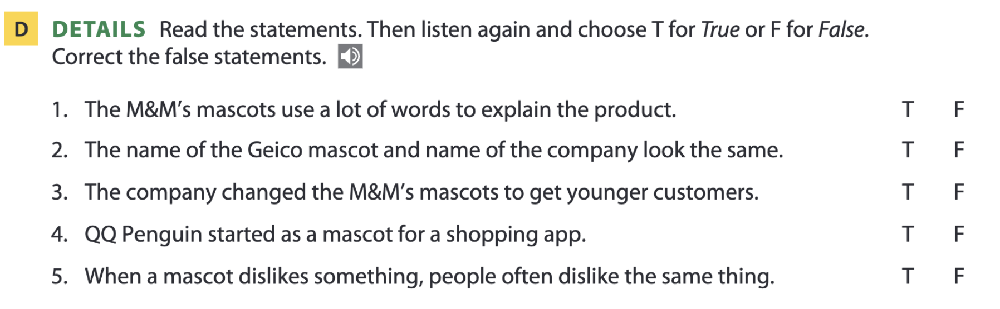 D DETAILS Read the statements. Then listen again and choose T for True or F for False.
Correct the false statements.
1. The M&M’s mascots use a lot of words to explain the product. T F
2. The name of the Geico mascot and name of the company look the same. T F
3. The company changed the M&M’s mascots to get younger customers. T F
4. QQ Penguin started as a mascot for a shopping app. T F
5. When a mascot dislikes something, people often dislike the same thing. T F